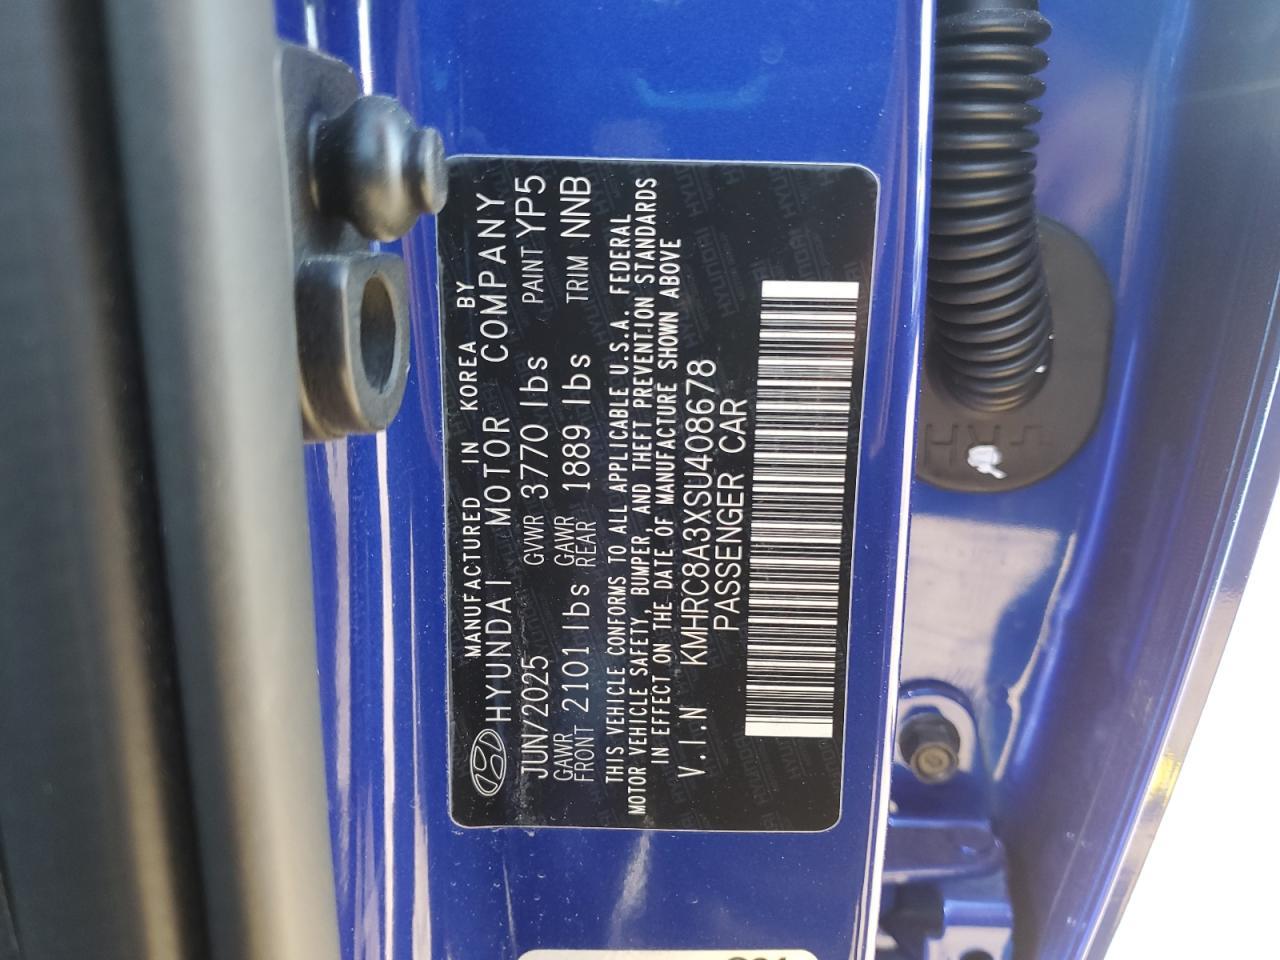 MANUFACTURED IN KOREA BY
HYUNDAI MOTOR COMPANY
JUN/2025 GVWR 3770 lbs PAINT YP5
GAWR FRONT 2101 lbs GAWR REAR 1889 lbs TRIM NNB
THIS VEHICLE CONFORMS TO ALL APPLICABLE U.S.A. FEDERAL
MOTOR VEHICLE SAFETY, BUMPER, AND THEFT PREVENTION STANDARDS
IN EFFECT ON THE DATE OF MANUFACTURE SHOWN ABOVE
V.I.N KMHRC8A3XSU408678
PASSENGER CAR